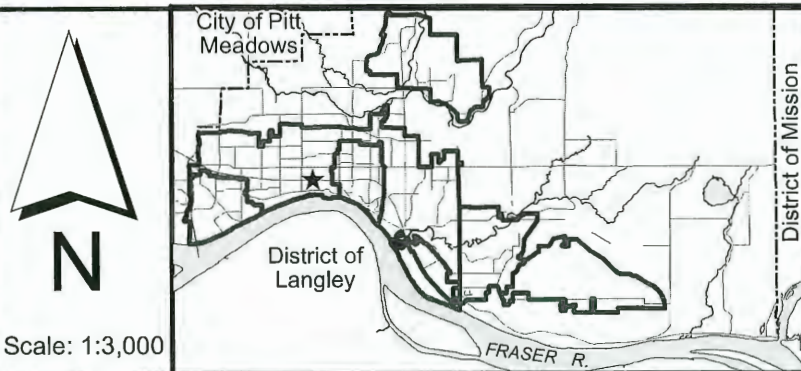 N
Scale: 1:3,000
City of Pitt
Meadows
District of
Langley
FRASER R.
District of Mission